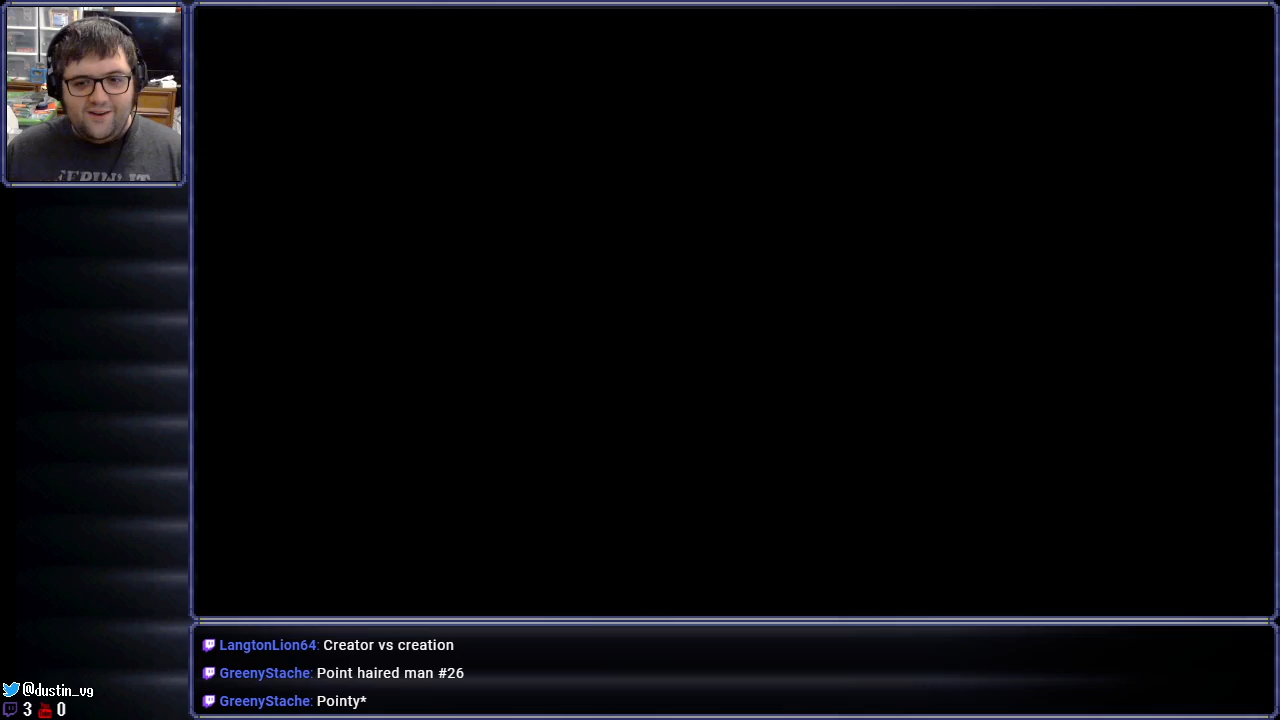 LangtonLion64: Creator vs creation
GreenyStache: Point haired man #26
GreenyStache: Pointy*
@dustin_vg
3 0